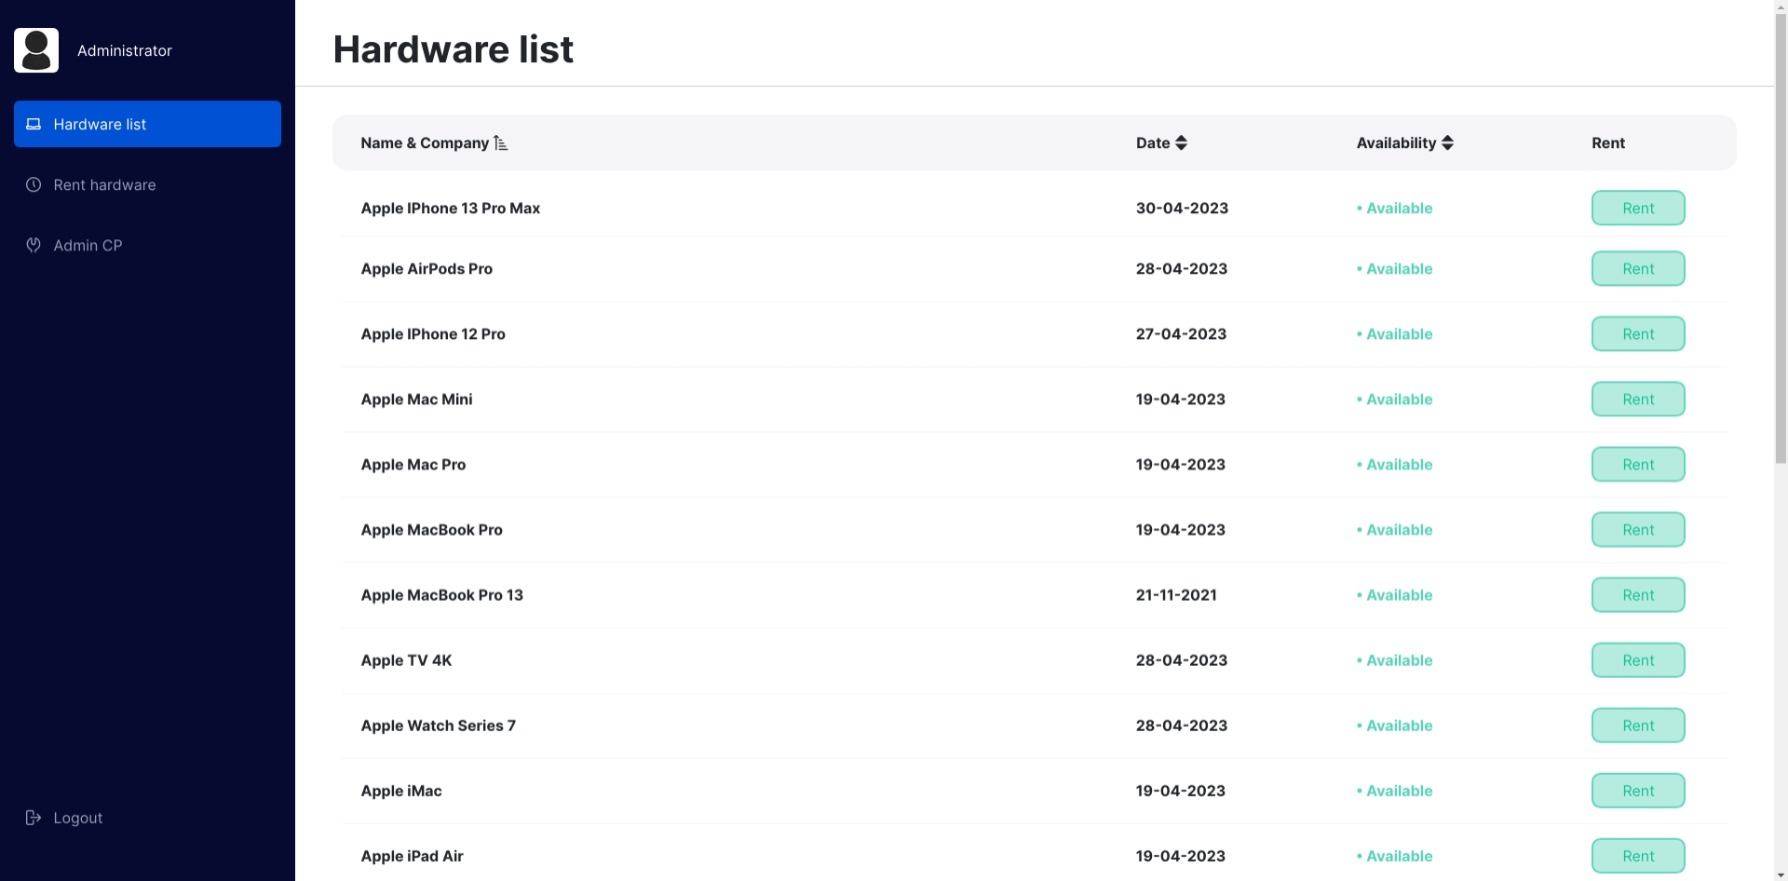 Administrator
Hardware list
Rent hardware
Admin CP
Logout
Hardware list
Name & Company Date Availability Rent
Apple IPhone 13 Pro Max 30-04-2023 • Available Rent
Apple AirPods Pro 28-04-2023 • Available Rent
Apple IPhone 12 Pro 27-04-2023 • Available Rent
Apple Mac Mini 19-04-2023 • Available Rent
Apple Mac Pro 19-04-2023 • Available Rent
Apple MacBook Pro 19-04-2023 • Available Rent
Apple MacBook Pro 13 21-11-2021 • Available Rent
Apple TV 4K 28-04-2023 • Available Rent
Apple Watch Series 7 28-04-2023 • Available Rent
Apple iMac 19-04-2023 • Available Rent
Apple iPad Air 19-04-2023 • Available Rent